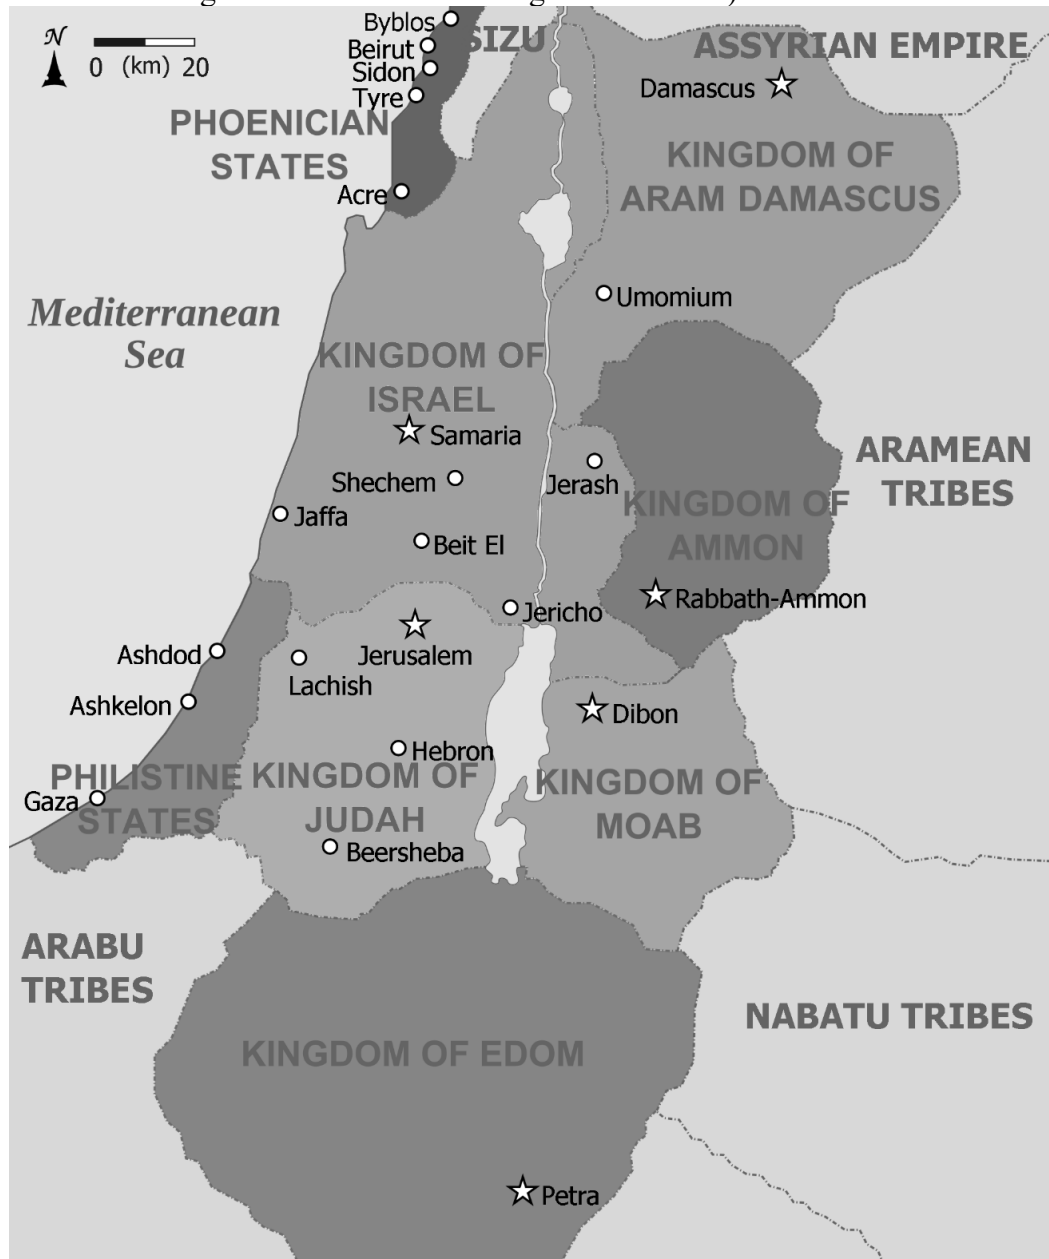 Byblos
N
0 (km) 20
Beirut
Sidon
Tyre
SIZU
ASSYRIAN EMPIRE
Damascus
PHOENICIAN
STATES
KINGDOM OF
ARAM DAMASCUS
Acre
Umomium
Mediterranean
Sea
KINGDOM OF
ISRAEL
Samaria
Shechem
Jerash
ARAMEAN
TRIBES
Jaffa
KINGDOM OF
AMMON
Beit El
Rabbath-Ammon
Jericho
Jerusalem
Ashdod
Lachish
Ashkelon
Dibon
Hebron
PHILISTINE
STATES
Gaza
KINGDOM OF
JUDAH
KINGDOM OF
MOAB
Beersheba
ARABU
TRIBES
NABATU TRIBES
KINGDOM OF EDOM
Petra